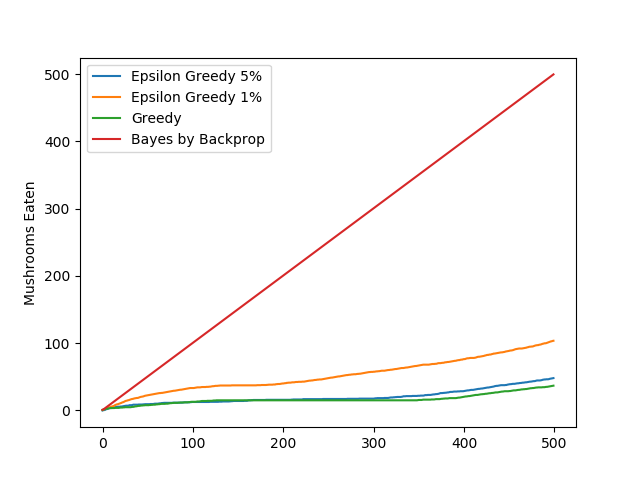 Epsilon Greedy 5%
Epsilon Greedy 1%
Greedy
Bayes by Backprop
Mushrooms Eaten
500
400
300
200
100
0
0 100 200 300 400 500